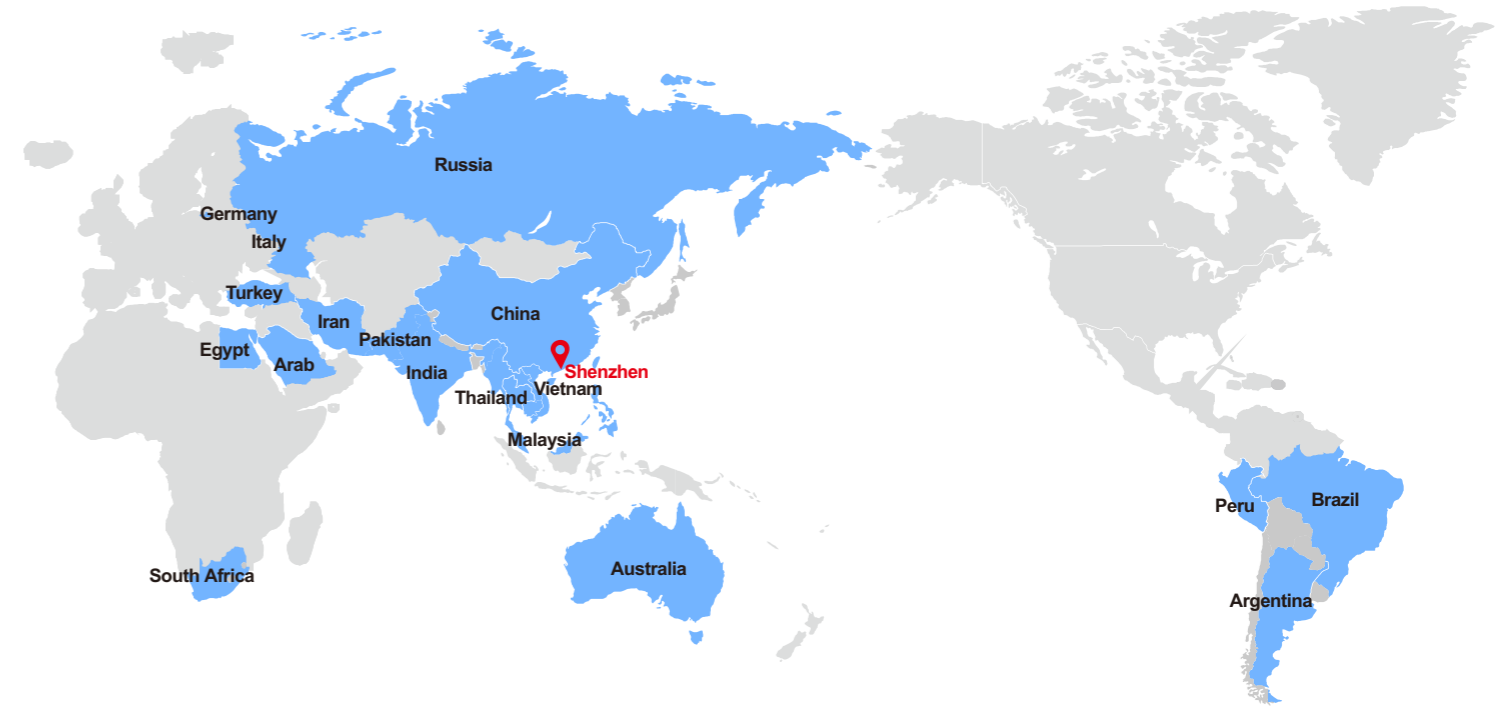 Russia
Germany
Italy
Turkey
China
Iran
Pakistan
Egypt
Arab
India
Shenzhen
Vietnam
Thailand
Malaysia
Peru
Brazil
South Africa
Australia
Argentina